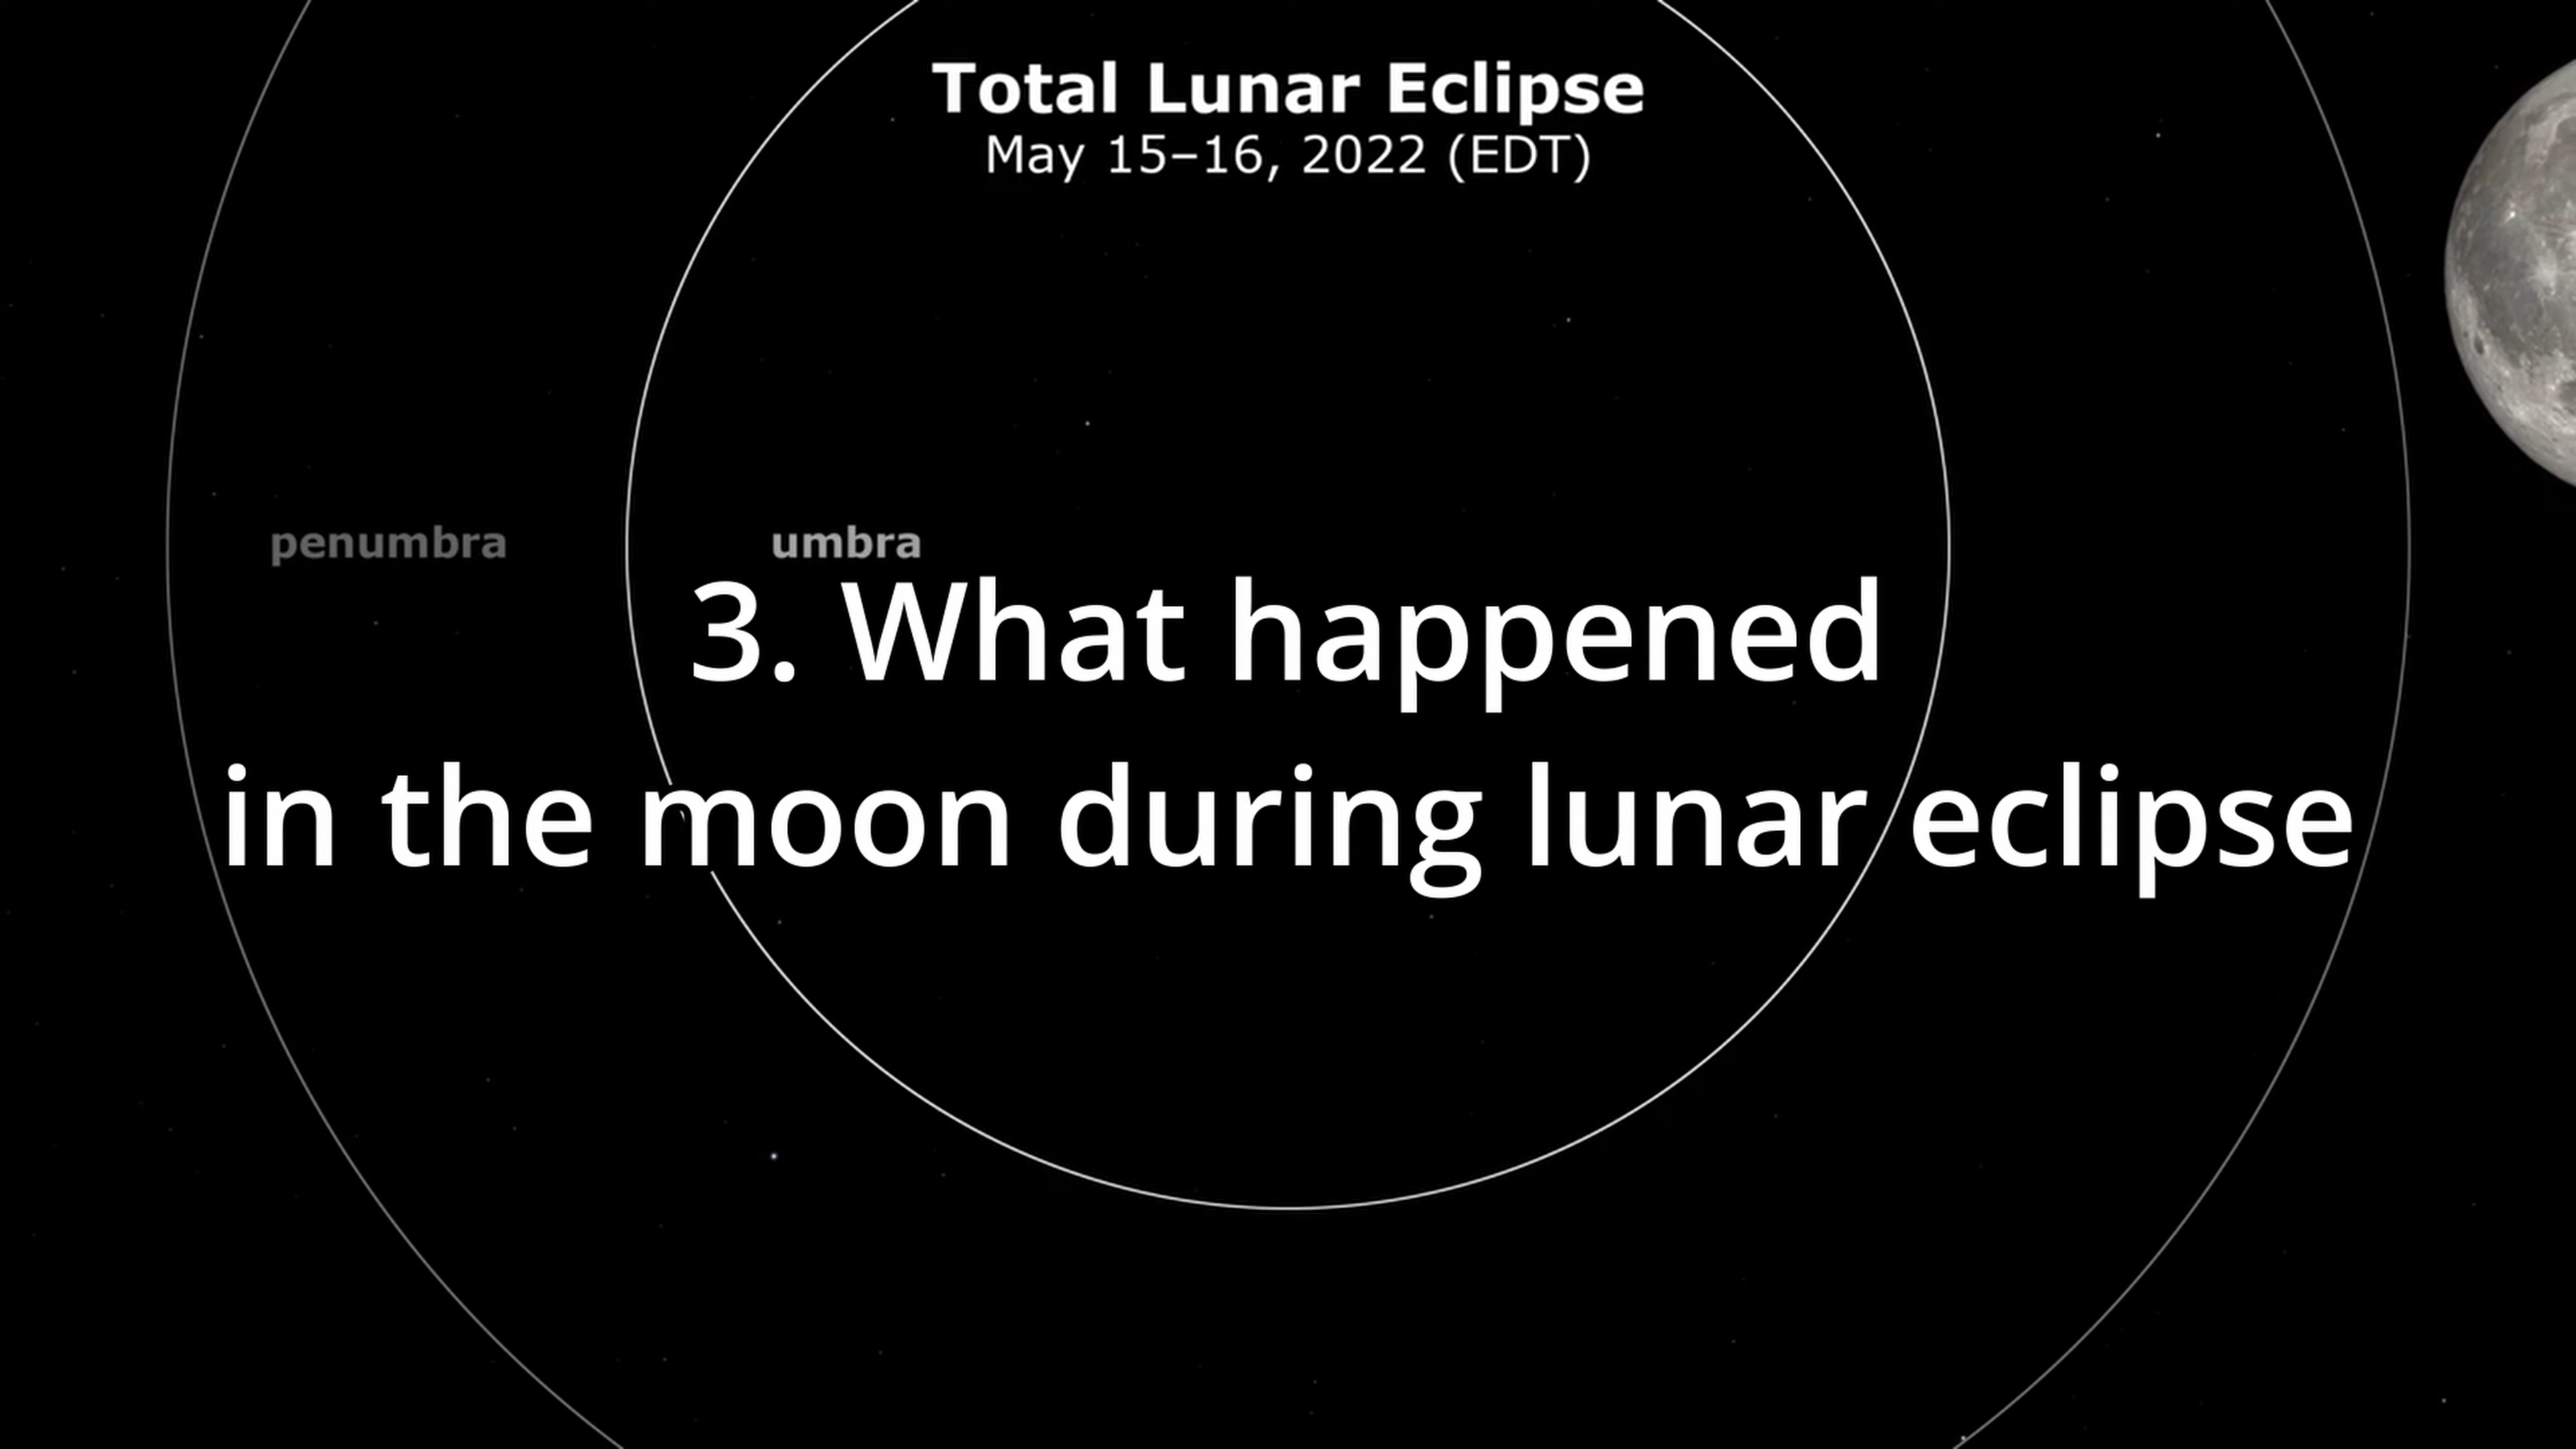 Total Lunar Eclipse
May 15–16, 2022 (EDT)
penumbra
umbra
3. What happened
in the moon during lunar eclipse